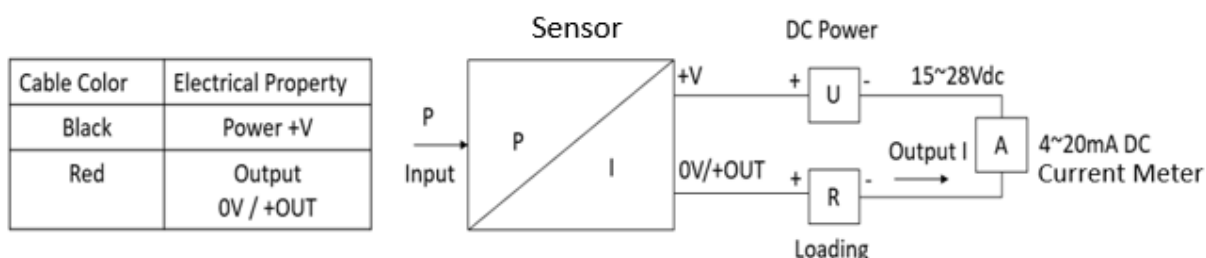 Cable Color Electrical Property
Black Power +V
Red Output
0V / +OUT
Sensor
P
Input
P
I
+V
0V/+OUT
DC Power
+ U -
15~28Vdc
+ R -
Loading
Output I
A
4~20mA DC
Current Meter